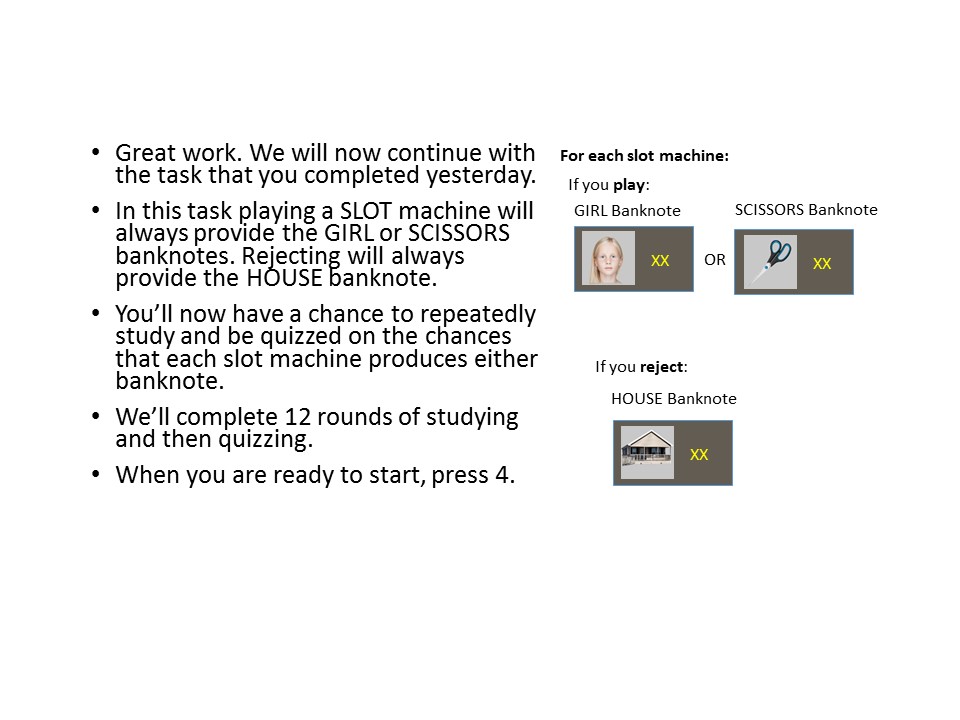 • Great work. We will now continue with
the task that you completed yesterday.
• In this task playing a SLOT machine will
always provide the GIRL or SCISSORS
banknotes. Rejecting will always
provide the HOUSE banknote.
• You’ll now have a chance to repeatedly
study and be quizzed on the chances
that each slot machine produces either
banknote.
• We’ll complete 12 rounds of studying
and then quizzing.
• When you are ready to start, press 4.
For each slot machine:
If you play:
GIRL Banknote
SCISSORS Banknote
XX
OR
XX
If you reject:
HOUSE Banknote
XX